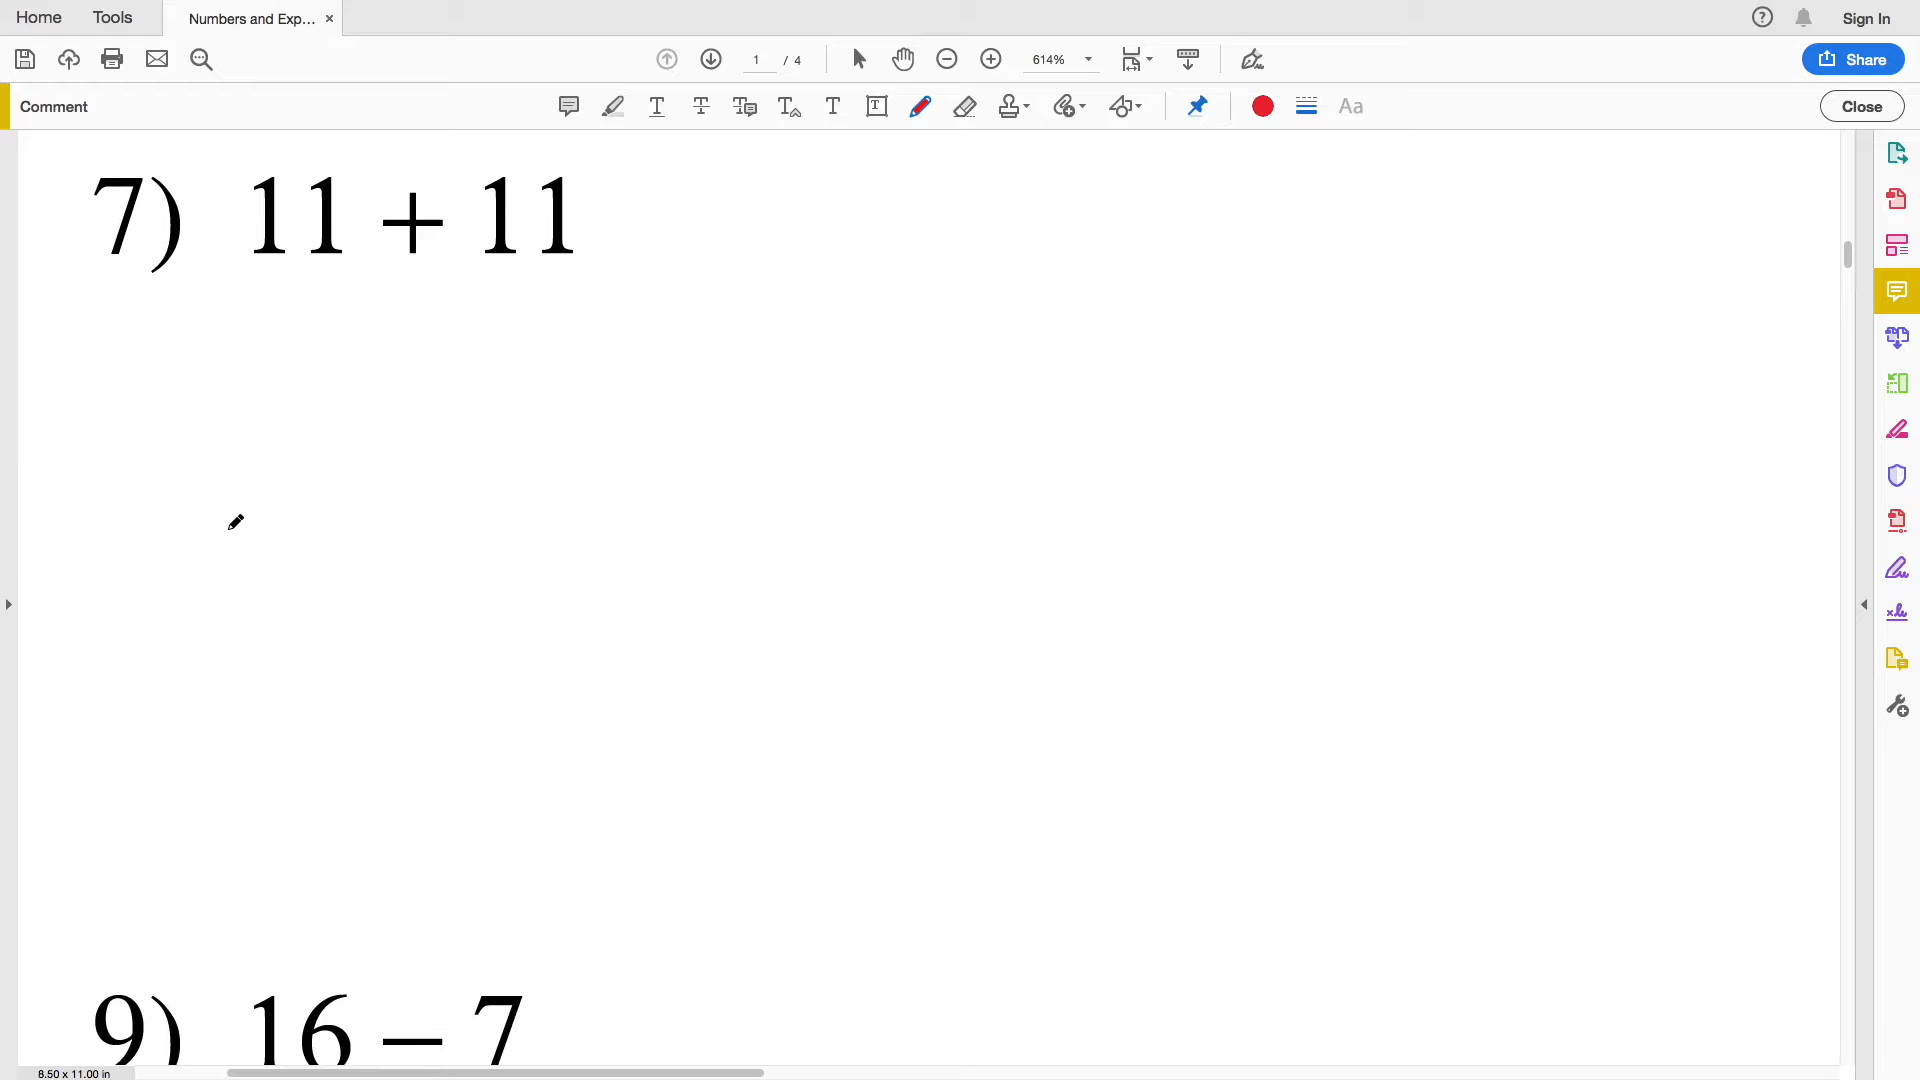 Home Tools Numbers and Exp... × Sign In
1 / 4 614% Share
Comment Aa Close
7) 11 + 11
9) 16 − 7
8.50 x 11.00 in